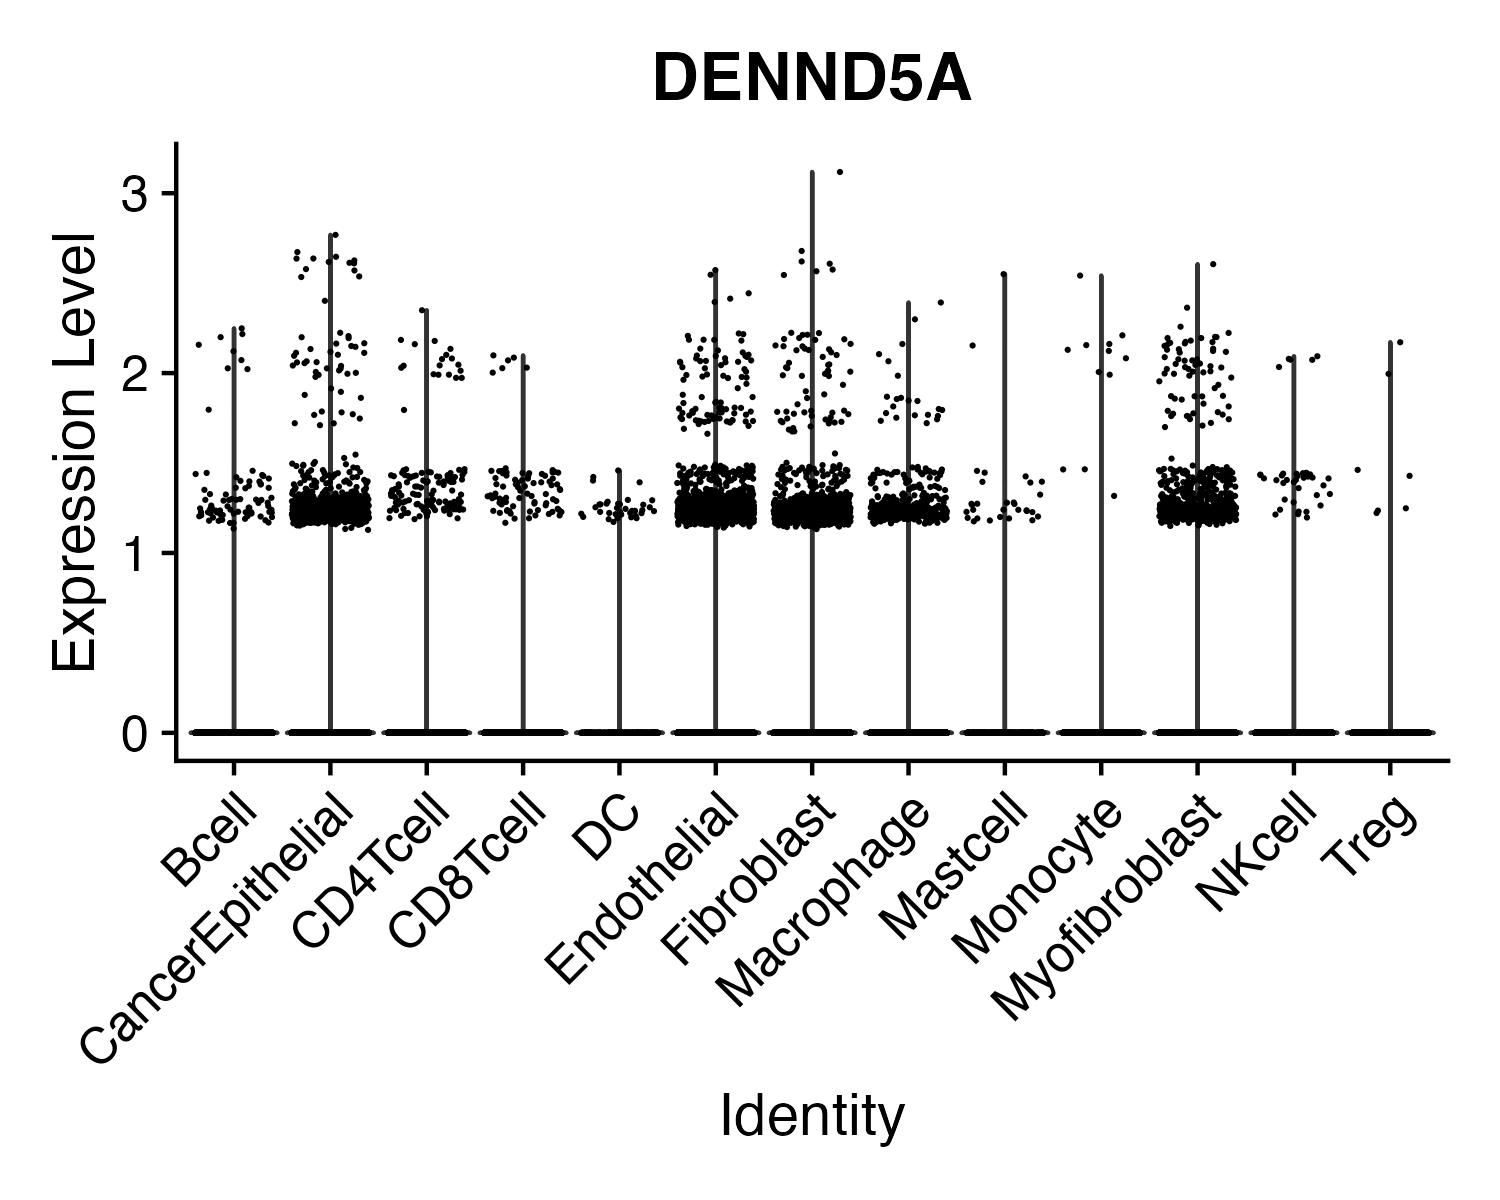 DENND5A
Expression Level
3
2
1
0
Bcell
CancerEpithelial
CD4Tcell
CD8Tcell
DC
Endothelial
Fibroblast
Macrophage
Mastcell
Monocyte
Myofibroblast
NKcell
Treg
Identity